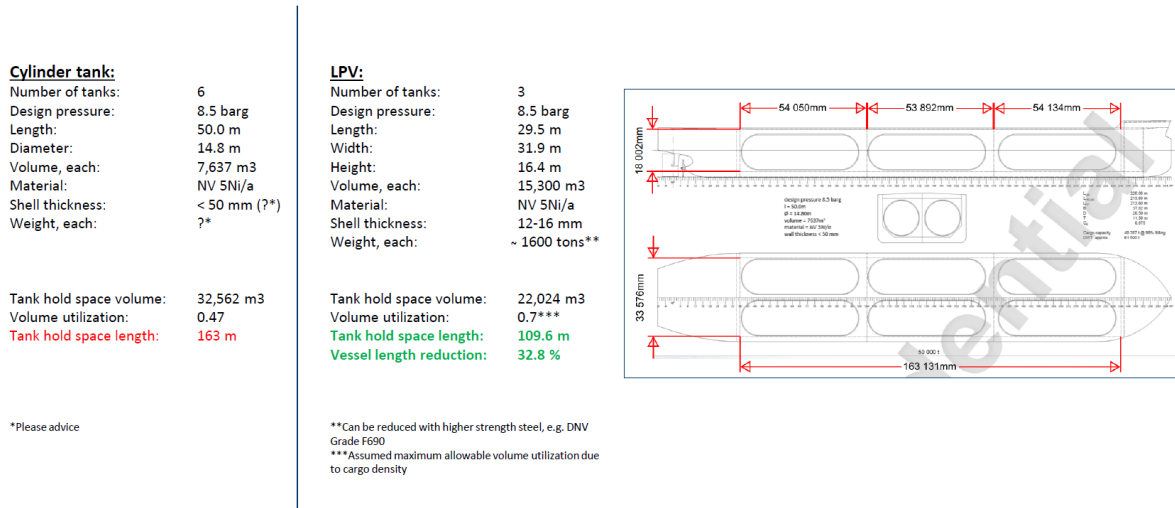 Cylinder tank:
Number of tanks: 6
Design pressure: 8.5 barg
Length: 50.0 m
Diameter: 14.8 m
Volume, each: 7,637 m3
Material: NV 5Ni/a
Shell thickness: < 50 mm (?*)
Weight, each: ?*
Tank hold space volume: 32,562 m3
Volume utilization: 0.47
Tank hold space length: 163 m
*Please advice
LPV:
Number of tanks: 3
Design pressure: 8.5 barg
Length: 29.5 m
Width: 31.9 m
Height: 16.4 m
Volume, each: 15,300 m3
Material: NV 5Ni/a
Shell thickness: 12-16 mm
Weight, each: ~ 1600 tons**
Tank hold space volume: 22,024 m3
Volume utilization: 0.7***
Tank hold space length: 109.6 m
Vessel length reduction: 32.8 %
**Can be reduced with higher strength steel, e.g. DNV
Grade F690
***Assumed maximum allowable volume utilization due
to cargo density
54 050mm 53 892mm 54 134mm
18 002mm
design pressure 8.5 barg
l = 50.0m
volume = 7637m³
material = NV 5Ni/a
wall thickness < 50 mm
Cargo capacity
33 576mm
50 000 t
163 131mm
dential